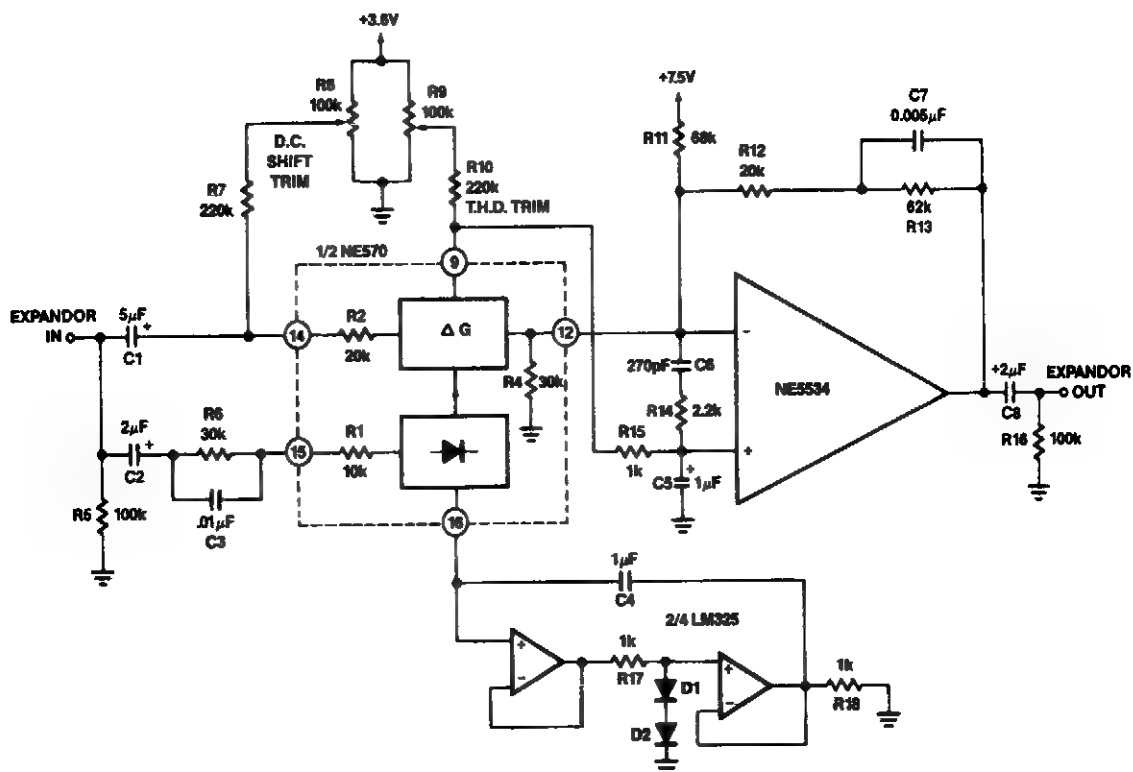 +3.6V
R8
100k
R9
100k
D.C.
SHIFT
TRIM
R7
220k
R10
220k
T.H.D. TRIM
+7.5V
R11
68k
R12
20k
C7
0.005µF
62k
R13
1/2 NE570
9
EXPANDOR
IN
5µF
+
C1
14
R2
20k
Δ G
12
R4
30k
270pF
C6
R14
2.2k
-
NE5534
+
+2µF
C8
EXPANDOR
OUT
R16
100k
2µF
+
C2
R6
30k
.01µF
C3
15
R1
10k
R15
1k
C5
+
1µF
R5
100k
16
1µF
C4
2/4 LM325
+
-
1k
R17
D1
D2
+
-
1k
R18